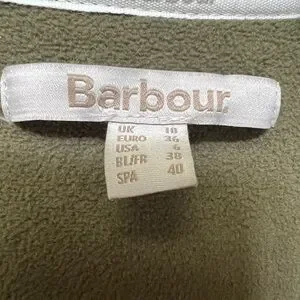 Barbour
UK 10
EURO 36
USA 6
BL/FR 38
SPA 40